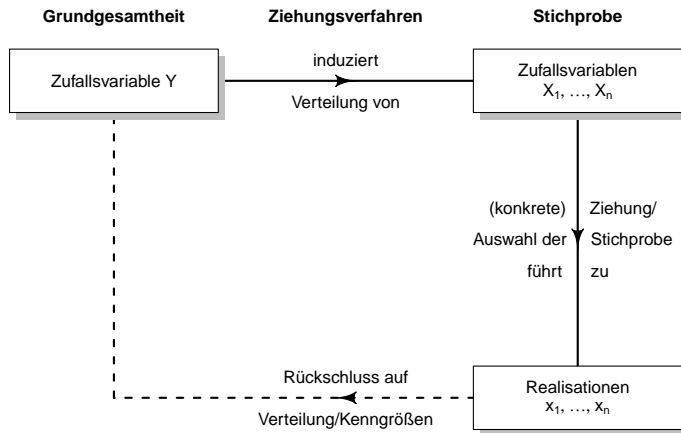 Grundgesamtheit
Ziehungsverfahren
Stichprobe
Zufallsvariable Y
induziert
Verteilung von
Zufallsvariablen
X₁, …, Xₙ
(konkrete) Ziehung/
Auswahl der Stichprobe
führt zu
Rückschluss auf
Verteilung/Kenngrößen
Realisationen
x₁, …, xₙ